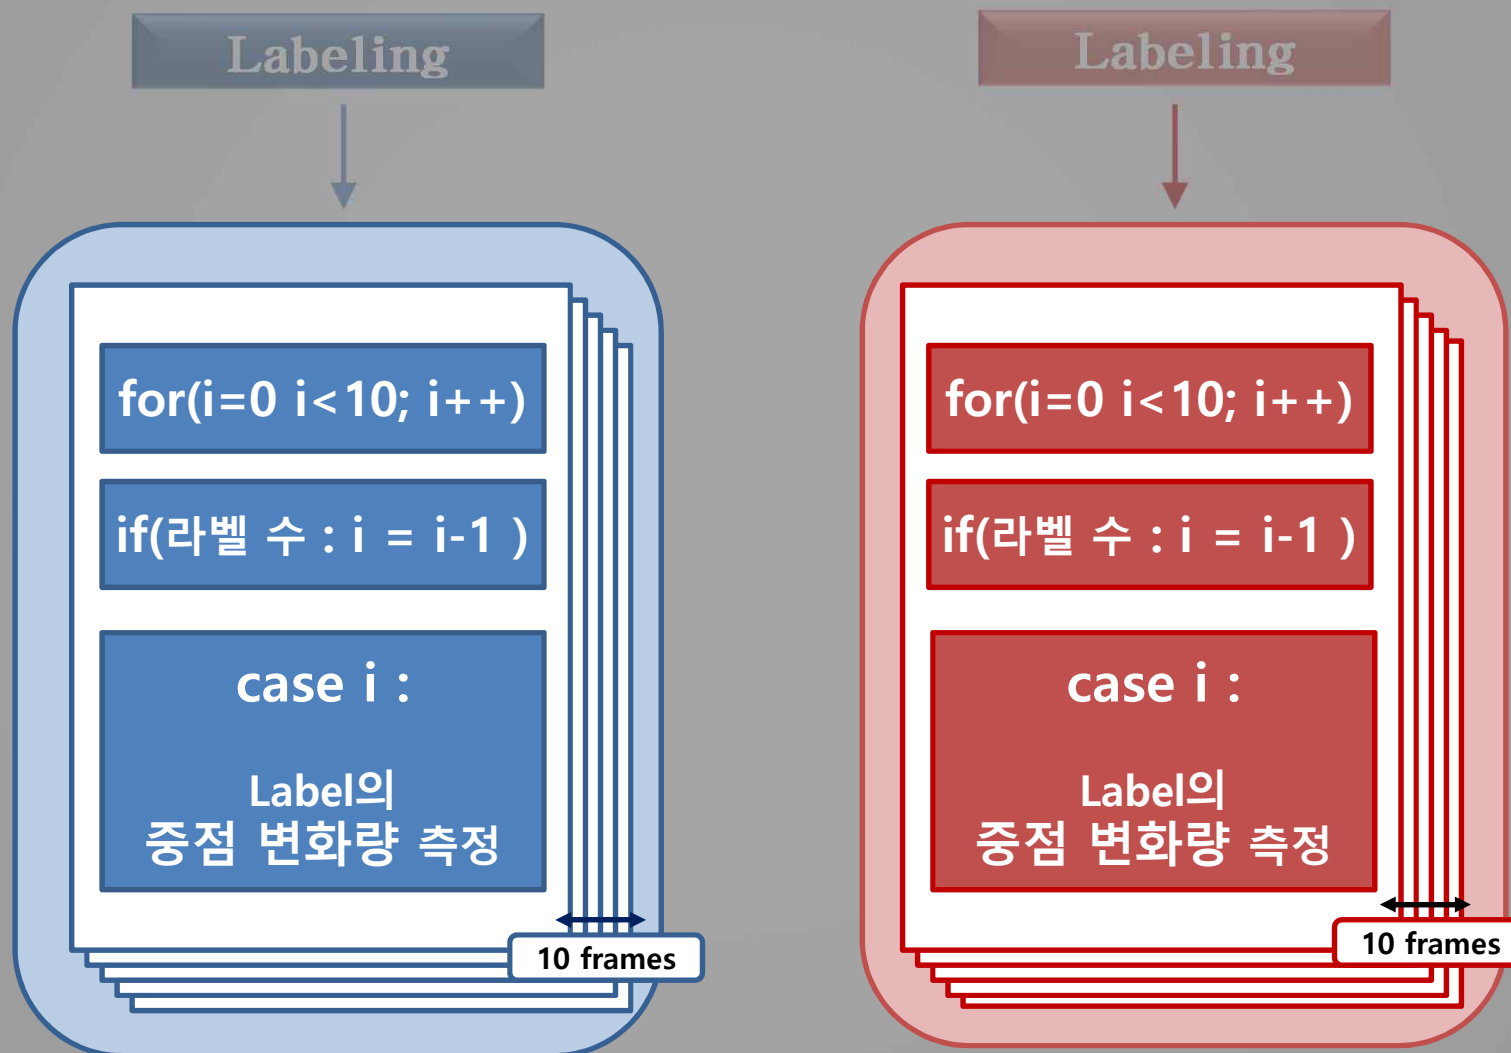 Labeling
for(i=0 i<10; i++)
if(라벨 수 : i = i-1 )
case i :
Label의
중점 변화량 측정
10 frames
Labeling
for(i=0 i<10; i++)
if(라벨 수 : i = i-1 )
case i :
Label의
중점 변화량 측정
10 frames